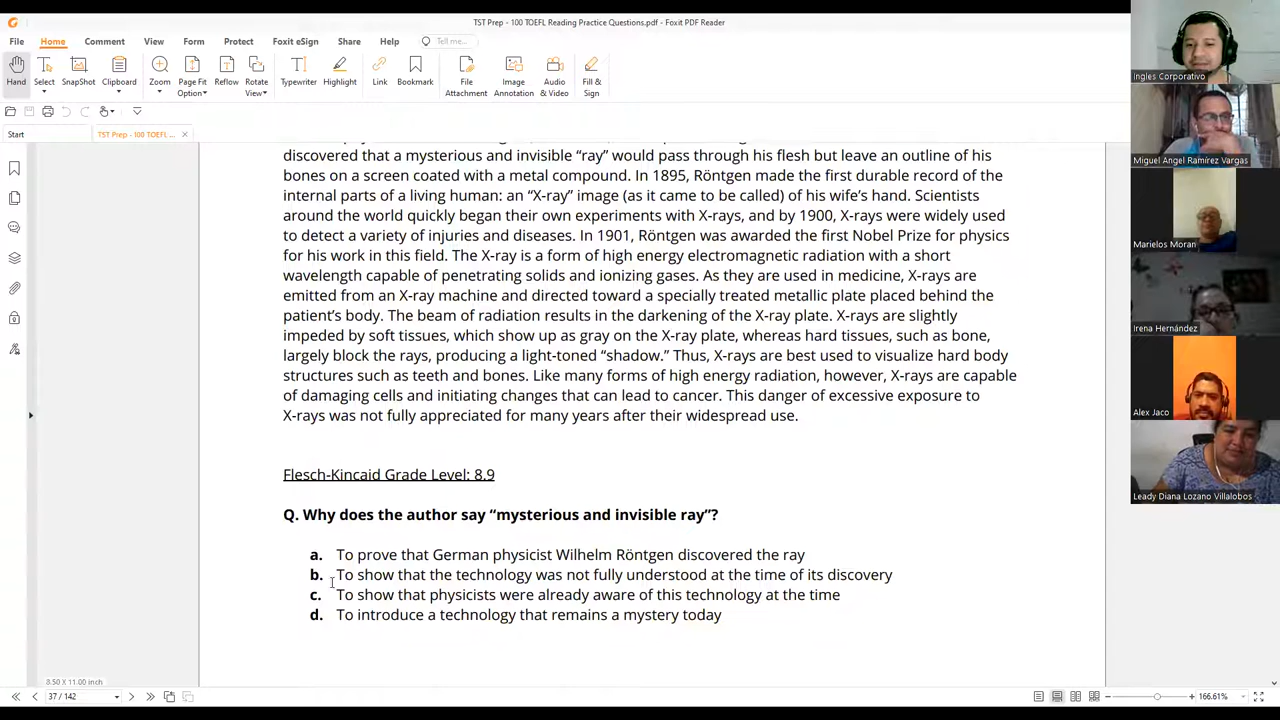 TST Prep - 100 TOEFL Reading Practice Questions.pdf - Foxit PDF Reader
File Home Comment View Form Protect Foxit eSign Share Help Tell me...
Hand Select SnapShot Clipboard Zoom Page Fit Option Reflow Rotate View Typewriter Highlight Link Bookmark File Attachment Image Annotation Audio & Video Fill & Sign
Start TST Prep - 100 TOEFL ...
discovered that a mysterious and invisible “ray” would pass through his flesh but leave an outline of his
bones on a screen coated with a metal compound. In 1895, Röntgen made the first durable record of the
internal parts of a living human: an “X-ray” image (as it came to be called) of his wife’s hand. Scientists
around the world quickly began their own experiments with X-rays, and by 1900, X-rays were widely used
to detect a variety of injuries and diseases. In 1901, Röntgen was awarded the first Nobel Prize for physics
for his work in this field. The X-ray is a form of high energy electromagnetic radiation with a short
wavelength capable of penetrating solids and ionizing gases. As they are used in medicine, X-rays are
emitted from an X-ray machine and directed toward a specially treated metallic plate placed behind the
patient’s body. The beam of radiation results in the darkening of the X-ray plate. X-rays are slightly
impeded by soft tissues, which show up as gray on the X-ray plate, whereas hard tissues, such as bone,
largely block the rays, producing a light-toned “shadow.” Thus, X-rays are best used to visualize hard body
structures such as teeth and bones. Like many forms of high energy radiation, however, X-rays are capable
of damaging cells and initiating changes that can lead to cancer. This danger of excessive exposure to
X-rays was not fully appreciated for many years after their widespread use.
Flesch-Kincaid Grade Level: 8.9
Q. Why does the author say “mysterious and invisible ray”?
a. To prove that German physicist Wilhelm Röntgen discovered the ray
b. To show that the technology was not fully understood at the time of its discovery
c. To show that physicists were already aware of this technology at the time
d. To introduce a technology that remains a mystery today
8.50 X 11.00 inch
37 / 142
166.61%
Ingles Corporativo
Miguel Angel Ramírez Vargas
Marielos Moran
Irena Hernández
Alex Jaco
Leady Diana Lozano Villalobos